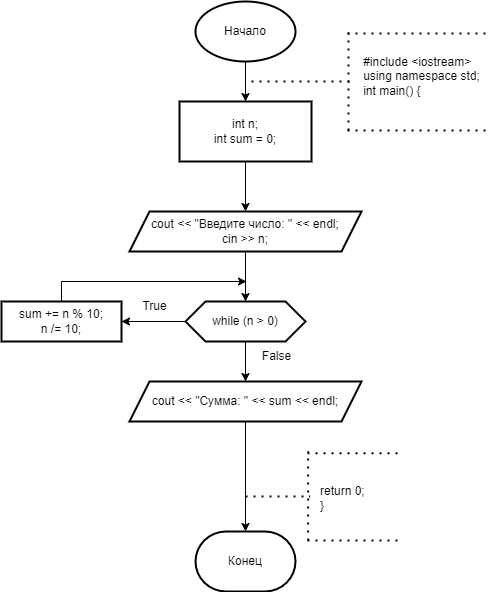 Начало
#include <iostream>
using namespace std;
int main() {
int n;
int sum = 0;
cout << "Введите число: " << endl;
cin >> n;
True
sum += n % 10;
n /= 10;
while (n > 0)
False
cout << "Сумма: " << sum << endl;
return 0;
}
Конец